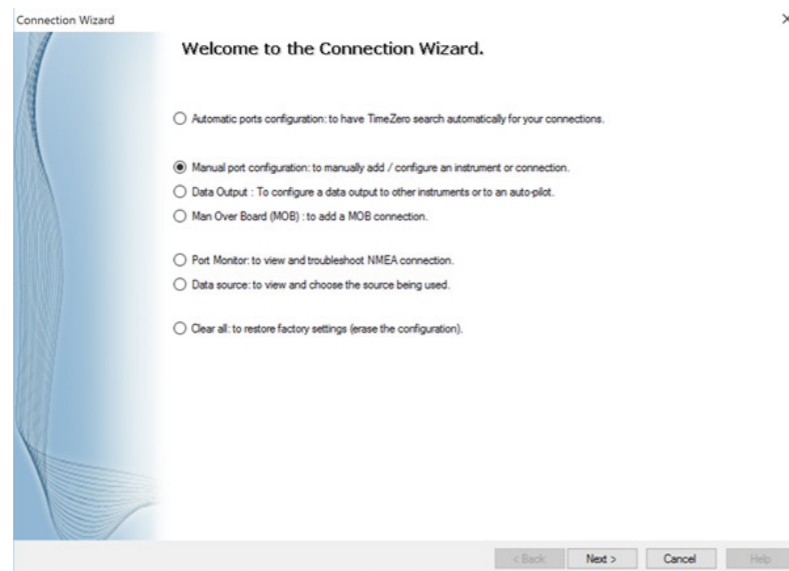 Connection Wizard
Welcome to the Connection Wizard.
Automatic ports configuration: to have TimeZero search automatically for your connections.
Manual port configuration: to manually add / configure an instrument or connection.
Data Output : To configure a data output to other instruments or to an auto-pilot.
Man Over Board (MOB) : to add a MOB connection.
Port Monitor: to view and troubleshoot NMEA connection.
Data source: to view and choose the source being used.
Clear all: to restore factory settings (erase the configuration).
< Back Next > Cancel Help